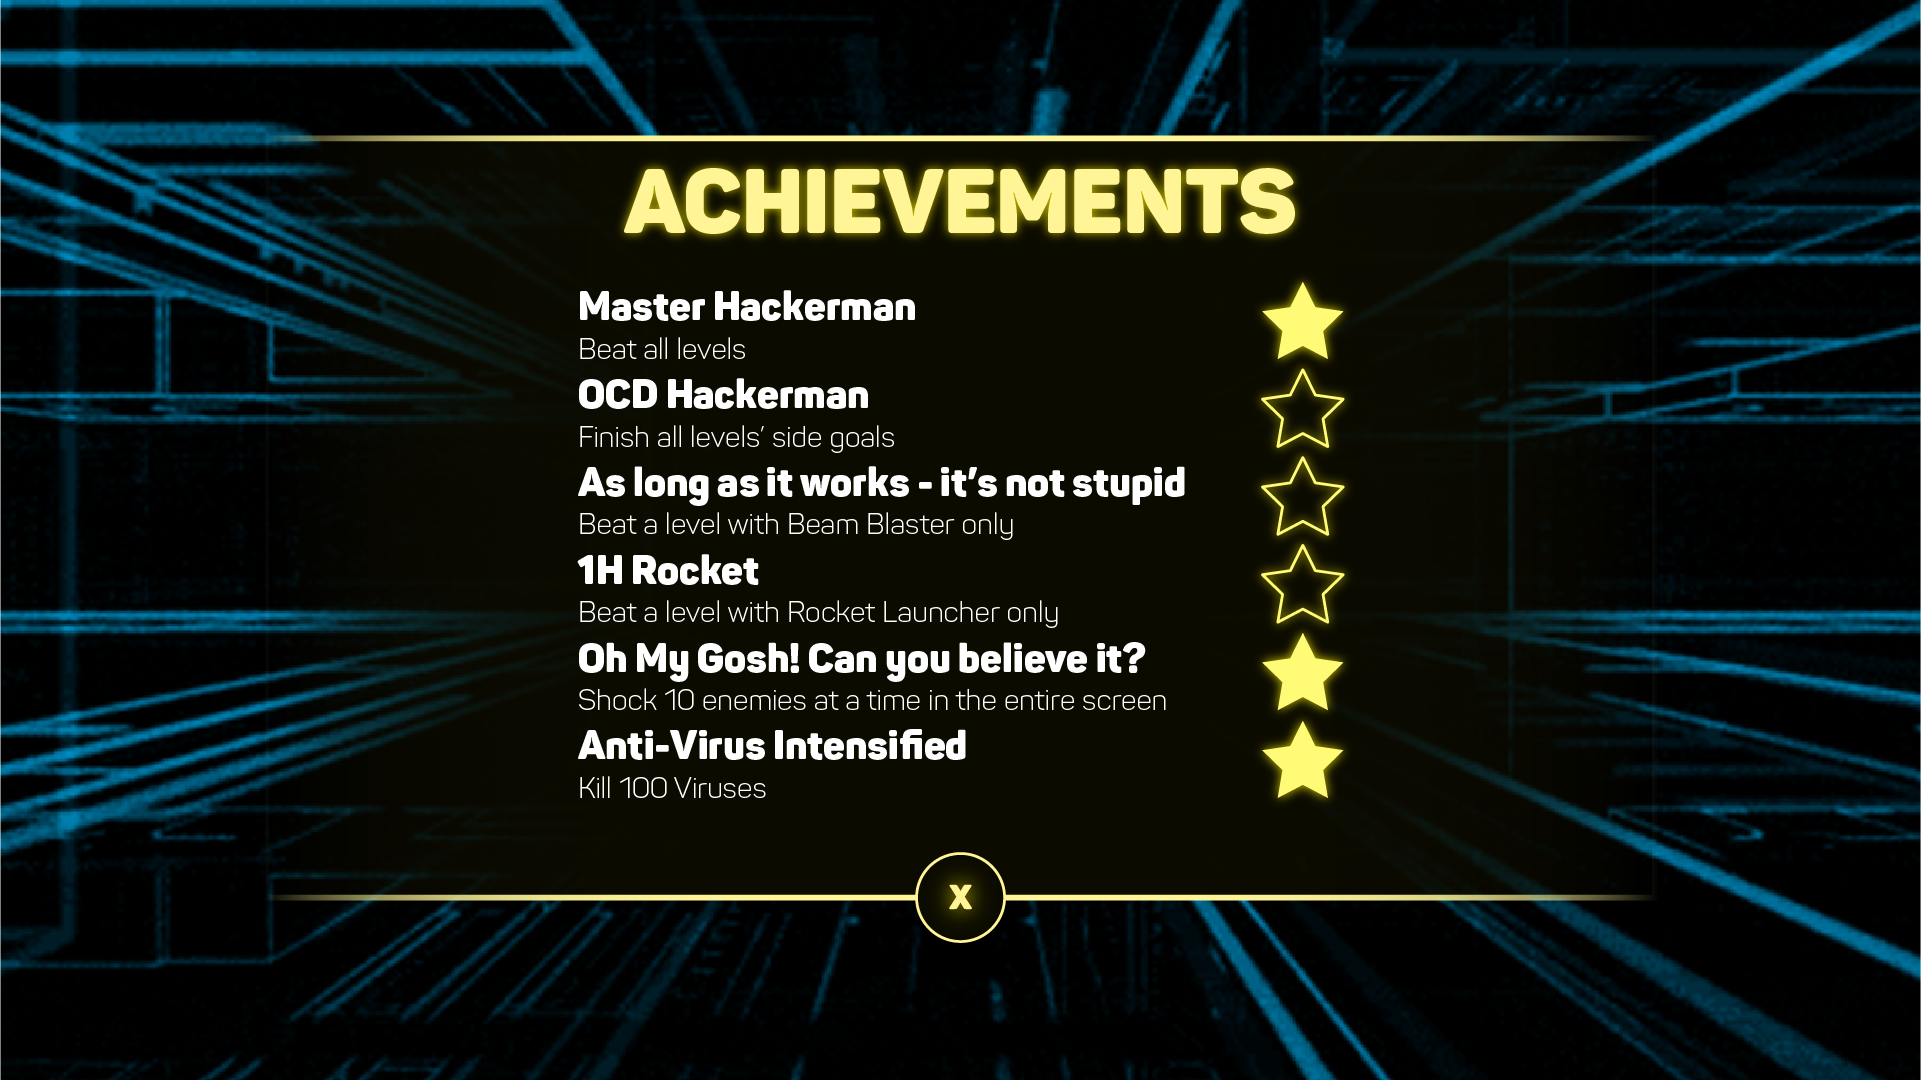 ACHIEVEMENTS
Master Hackerman
Beat all levels
OCD Hackerman
Finish all levels’ side goals
As long as it works - it’s not stupid
Beat a level with Beam Blaster only
1H Rocket
Beat a level with Rocket Launcher only
Oh My Gosh! Can you believe it?
Shock 10 enemies at a time in the entire screen
Anti-Virus Intensified
Kill 100 Viruses
X